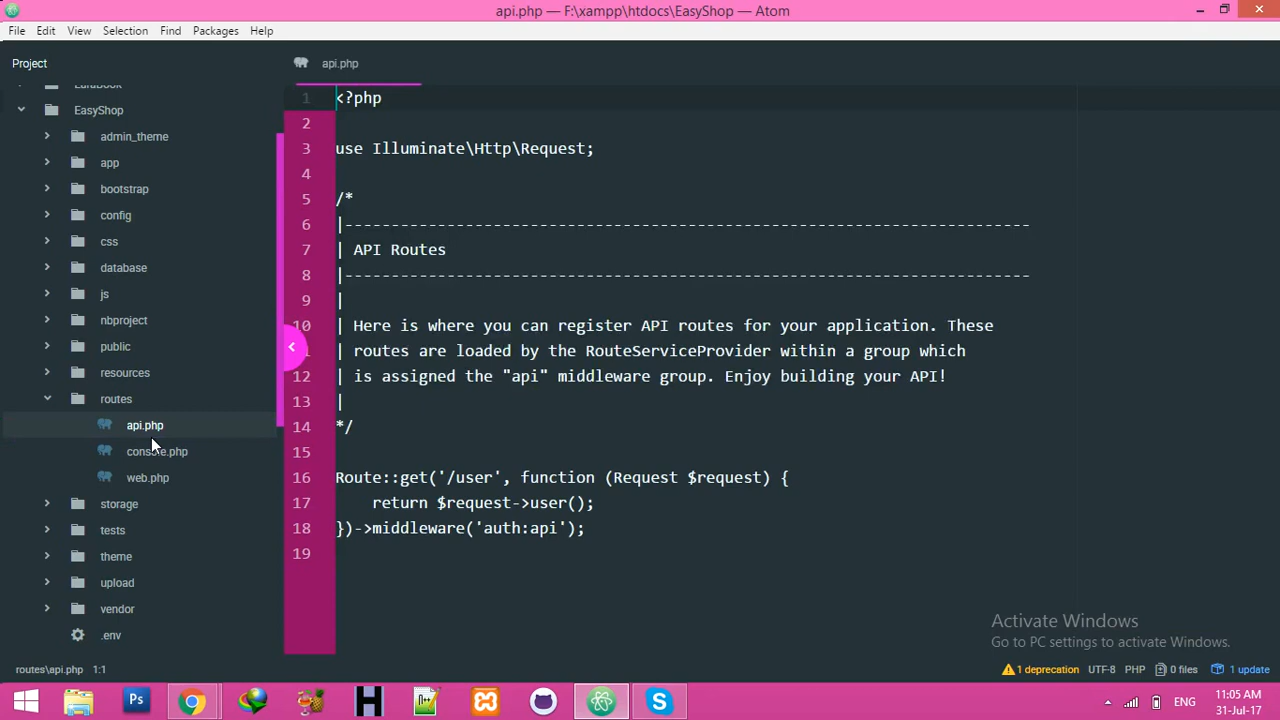 api.php — F:\xampp\htdocs\EasyShop — Atom
File Edit View Selection Find Packages Help
Project
api.php
EasyShop
admin_theme
app
bootstrap
config
css
database
js
nbproject
public
resources
routes
api.php
console.php
web.php
storage
tests
theme
upload
vendor
.env
1 <?php
2
3 use Illuminate\Http\Request;
4
5 /*
6 |--------------------------------------------------------------------------
7 | API Routes
8 |--------------------------------------------------------------------------
9 |
10 | Here is where you can register API routes for your application. These
11 | routes are loaded by the RouteServiceProvider within a group which
12 | is assigned the "api" middleware group. Enjoy building your API!
13 |
14 */
15
16 Route::get('/user', function (Request $request) {
17     return $request->user();
18 })->middleware('auth:api');
19
Activate Windows
Go to PC settings to activate Windows.
routes\api.php 1:1
1 deprecation UTF-8 PHP 0 files 1 update
Ps
H
ENG
11:05 AM
31-Jul-17